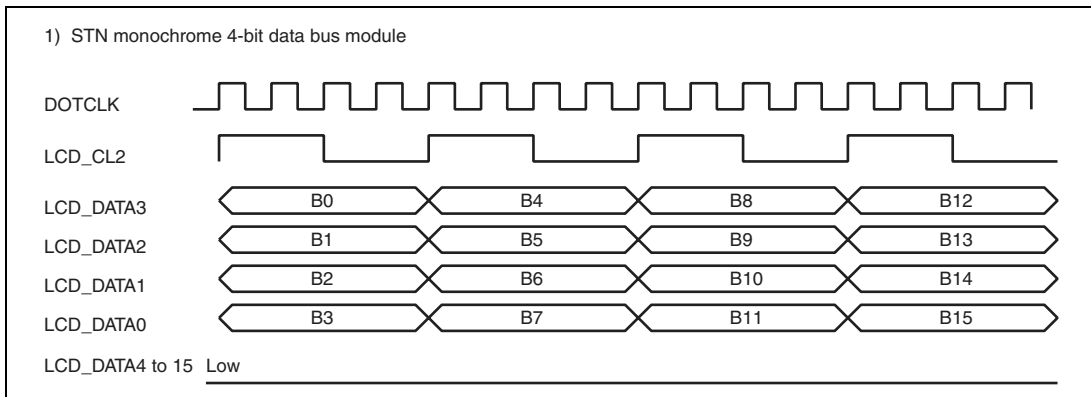 1) STN monochrome 4-bit data bus module
DOTCLK
LCD_CL2
LCD_DATA3 B0 B4 B8 B12
LCD_DATA2 B1 B5 B9 B13
LCD_DATA1 B2 B6 B10 B14
LCD_DATA0 B3 B7 B11 B15
LCD_DATA4 to 15 Low